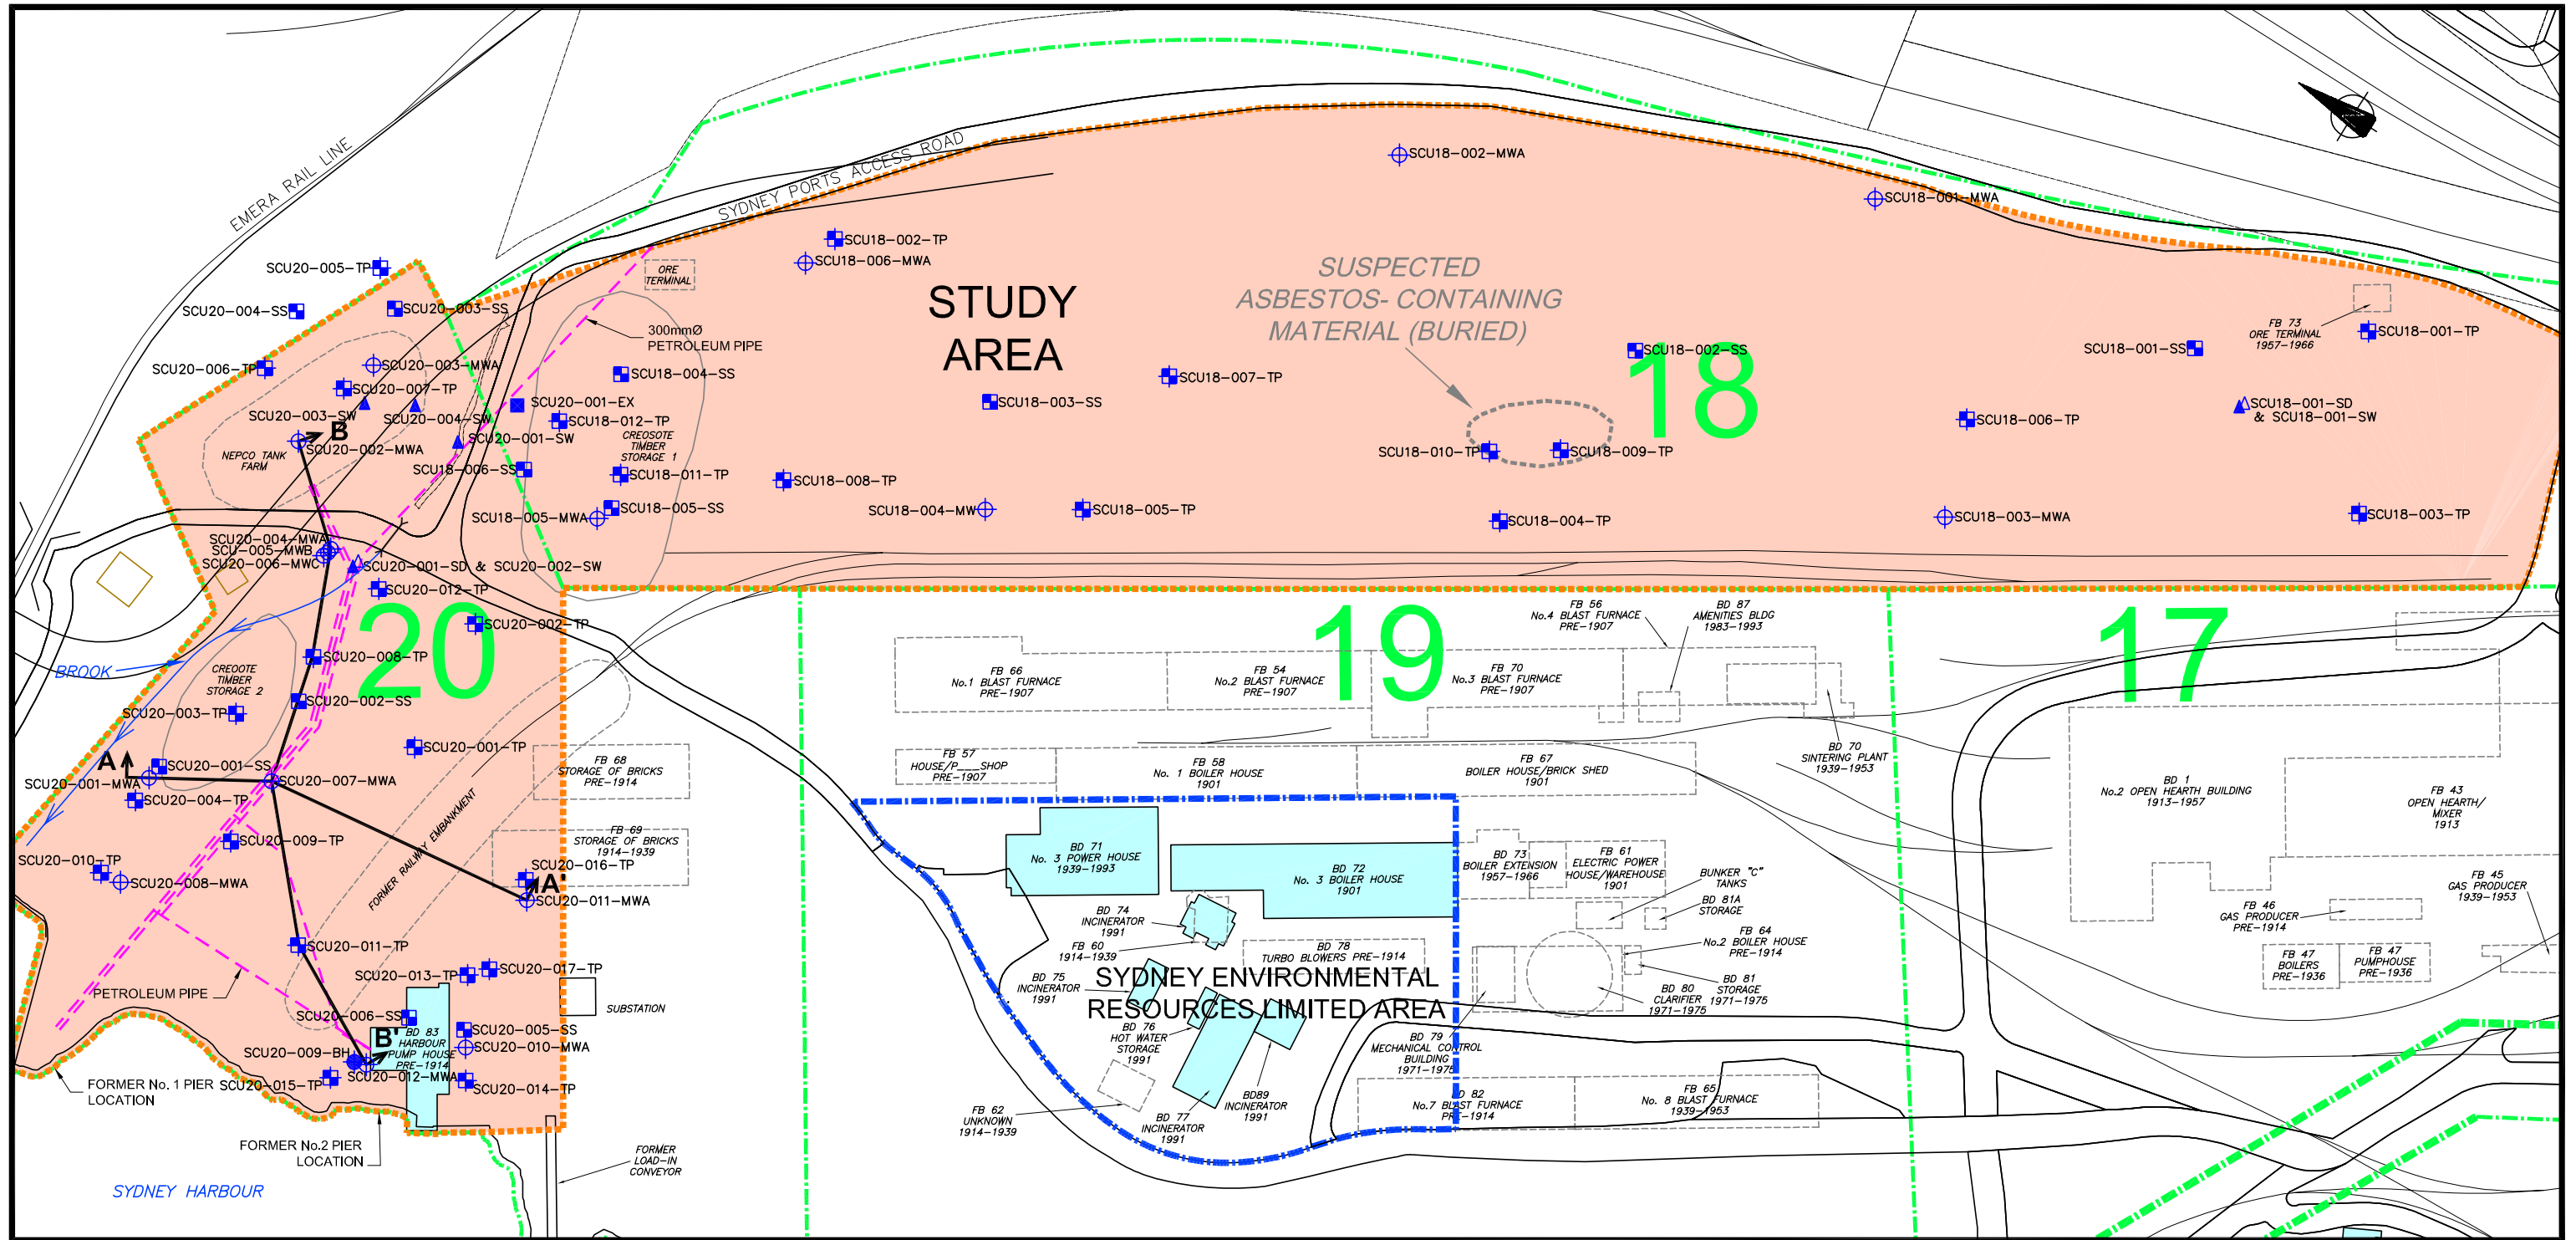 EMERA RAIL LINE
SYDNEY PORTS ACCESS ROAD
SCU18-002-MWA
SCU18-001-MWA
SCU18-002-TP
SCU18-006-MWA
SCU20-005-TP
ORE
TERMINAL
SCU20-004-SS
SCU20-003-SS
STUDY
AREA
SUSPECTED
ASBESTOS- CONTAINING
MATERIAL (BURIED)
300mmØ
PETROLEUM PIPE
FB 73
ORE TERMINAL
1957-1966
SCU18-001-TP
SCU18-001-SS
SCU18-002-SS
18
SCU20-006-TP
SCU20-003-MWA
SCU20-007-TP
SCU18-004-SS
SCU18-007-TP
SCU20-003-SW
SCU20-004-SW
SCU20-001-EX
SCU18-012-TP
SCU18-003-SS
SCU18-001-SD
& SCU18-001-SW
SCU18-006-TP
B
SCU20-002-MWA
SCU20-001-SW
CREOSOTE
TIMBER
STORAGE 1
NEPCO TANK
FARM
SCU18-006-SS
SCU18-011-TP
SCU18-008-TP
SCU18-010-TP
SCU18-009-TP
SCU18-005-SS
SCU18-005-MWA
SCU18-004-MW
SCU18-005-TP
SCU18-004-TP
SCU18-003-MWA
SCU18-003-TP
SCU20-004-MWA
SCU-005-MWB
SCU20-006-MWC
SCU20-001-SD & SCU20-002-SW
SCU20-012-TP
20
SCU20-002-TP
SCU20-008-TP
BROOK
CREOOTE
TIMBER
STORAGE 2
SCU20-002-SS
SCU20-003-TP
SCU20-001-TP
A
SCU20-001-SS
SCU20-001-MWA
SCU20-007-MWA
SCU20-004-TP
SCU20-009-TP
SCU20-010-TP
SCU20-008-MWA
FORMER RAILWAY EMBANKMENT
FB 68
STORAGE OF BRICKS
PRE-1914
FB 69
STORAGE OF BRICKS
1914-1939
SCU20-016-TP
A'
SCU20-011-MWA
SCU20-011-TP
SCU20-013-TP
SCU20-017-TP
PETROLEUM PIPE
SUBSTATION
SCU20-006-SS
SCU20-005-SS
BD 83
HARBOUR
PUMP HOUSE
PRE-1914
B'
SCU20-010-MWA
SCU20-009-BH
SCU20-012-MWA
SCU20-015-TP
SCU20-014-TP
FORMER No. 1 PIER
LOCATION
FORMER No.2 PIER
LOCATION
FORMER
LOAD-IN
CONVEYOR
SYDNEY HARBOUR
19
FB 56
No.4 BLAST FURNACE
PRE-1907
BD 87
AMENITIES BLDG
1983-1993
FB 66
No.1 BLAST FURNACE
PRE-1907
FB 54
No.2 BLAST FURNACE
PRE-1907
FB 70
No.3 BLAST FURNACE
PRE-1907
FB 57
HOUSE/P___SHOP
PRE-1907
FB 58
No. 1 BOILER HOUSE
1901
FB 67
BOILER HOUSE/BRICK SHED
1901
BD 70
SINTERING PLANT
1939-1953
17
BD 1
No.2 OPEN HEARTH BUILDING
1913-1957
FB 43
OPEN HEARTH/
MIXER
1913
BD 71
No. 3 POWER HOUSE
1939-1993
BD 72
No. 3 BOILER HOUSE
1901
BD 73
BOILER EXTENSION
1957-1966
FB 61
ELECTRIC POWER
HOUSE/WAREHOUSE
1901
BUNKER "C"
TANKS
BD 81A
STORAGE
BD 74
INCINERATOR
1991
FB 60
1914-1939
BD 78
TURBO BLOWERS PRE-1914
FB 64
No.2 BOILER HOUSE
PRE-1914
BD 75
INCINERATOR
1991
SYDNEY ENVIRONMENTAL
RESOURCES LIMITED AREA
BD 81
STORAGE
1971-1975
BD 80
CLARIFIER
1971-1975
BD 76
HOT WATER
STORAGE
1991
BD 79
MECHANICAL CONTROL
BUILDING
1971-1975
FB 62
UNKNOWN
1914-1939
BD 77
INCINERATOR
1991
BD89
INCINERATOR
1991
BD 82
No.7 BLAST FURNACE
PRE-1914
FB 65
No. 8 BLAST FURNACE
1939-1953
FB 46
GAS PRODUCER
PRE-1914
FB 45
GAS PRODUCER
1939-1953
FB 47
BOILERS
PRE-1936
FB 47
PUMPHOUSE
PRE-1936